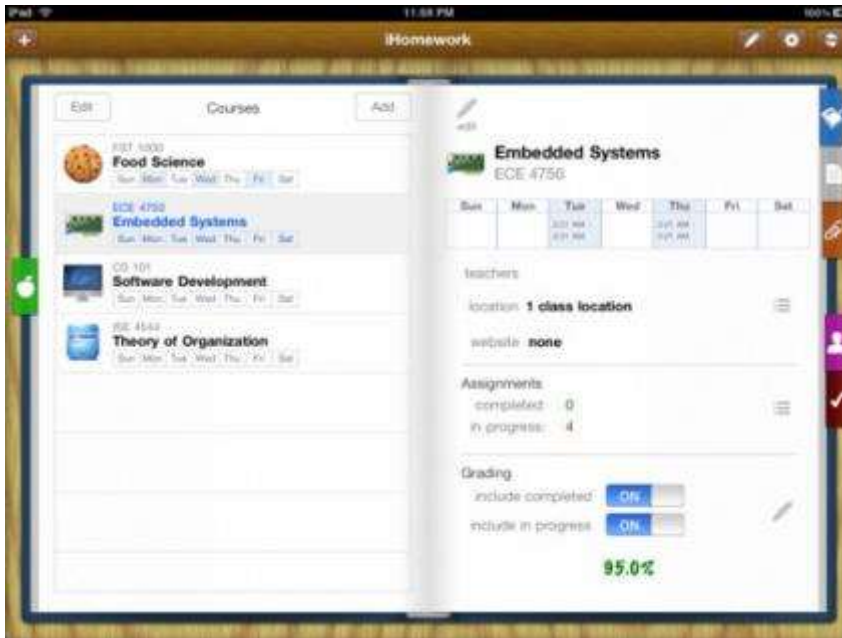 iPad 11:58 PM 100%
iHomework
Edit Courses Add
Food Science
Sun Mon Tue Wed Thu Fri Sat
ECE 4750
Embedded Systems
Sun Mon Tue Wed Thu Fri Sat
CS 101
Software Development
Sun Mon Tue Wed Thu Fri Sat
ISE 4544
Theory of Organization
Sun Mon Tue Wed Thu Fri Sat
edit
Embedded Systems
ECE 4750
Sun Mon Tue Wed Thu Fri Sat
teachers
location 1 class location
website none
Assignments
completed: 0
in progress: 4
Grading
include completed ON
include in progress ON
95.0%